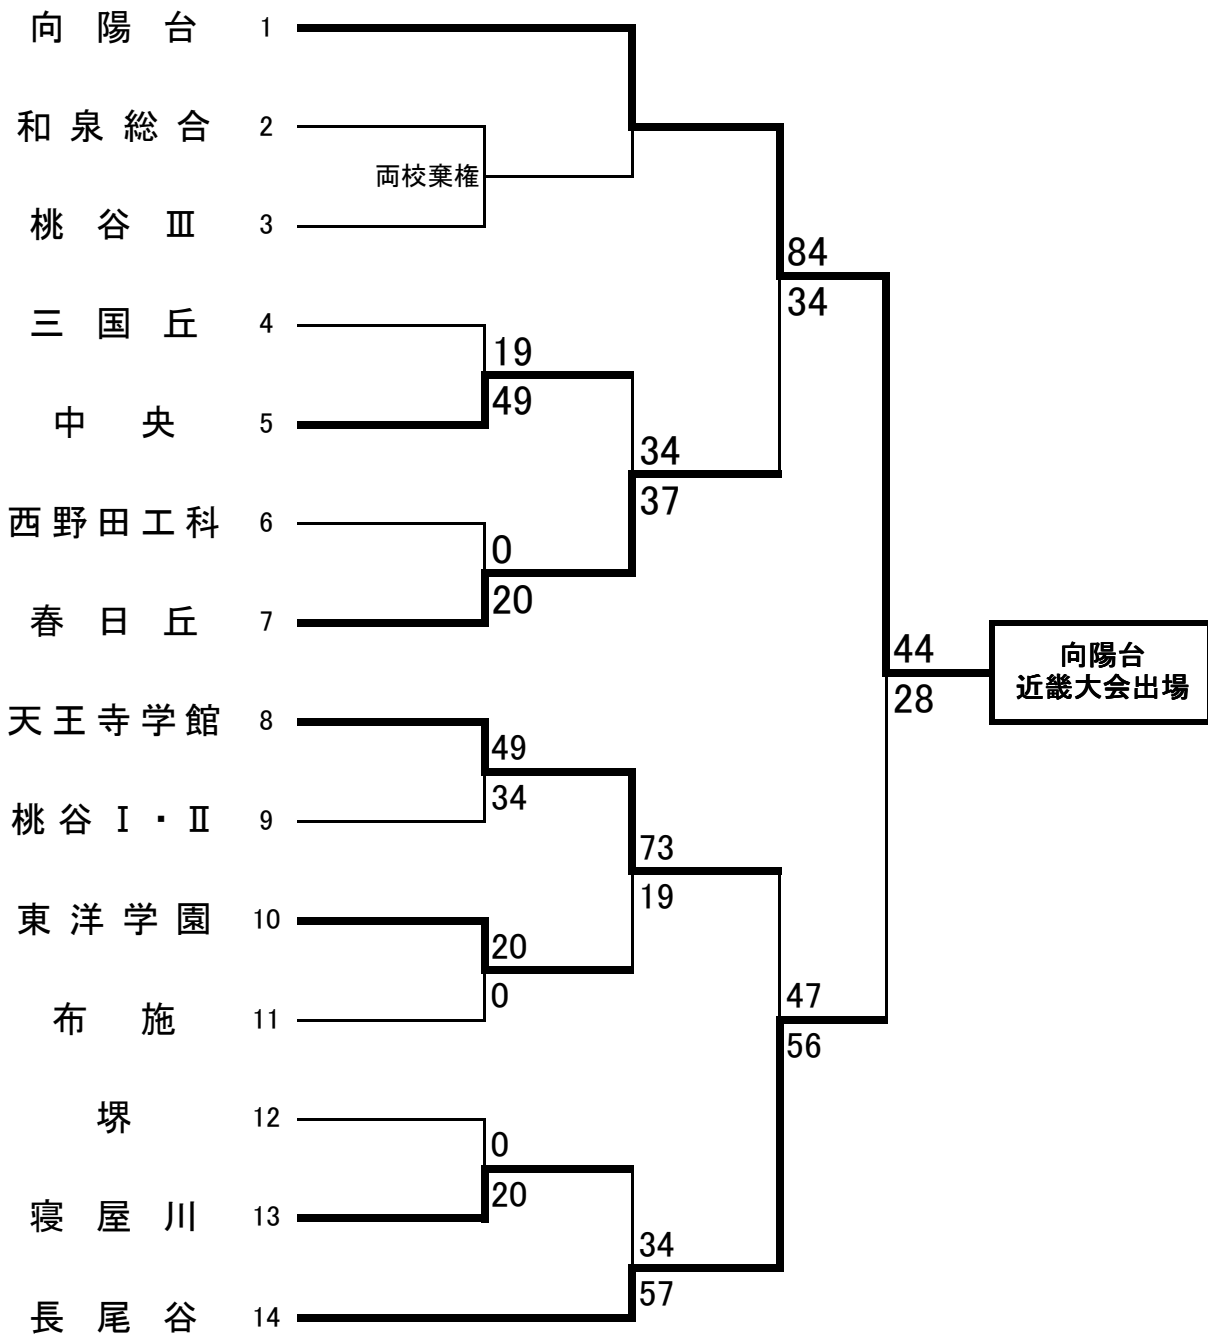 向陽台 1
和泉総合 2
両校棄権
桃谷Ⅲ 3
84
34
三国丘 4
19
49
中央 5
34
37
西野田工科 6
0
20
春日丘 7
44
28
向陽台
近畿大会出場
天王寺学館 8
49
34
桃谷Ⅰ・Ⅱ 9
73
19
東洋学園 10
20
0
布施 11
47
56
堺 12
0
20
寝屋川 13
34
57
長尾谷 14